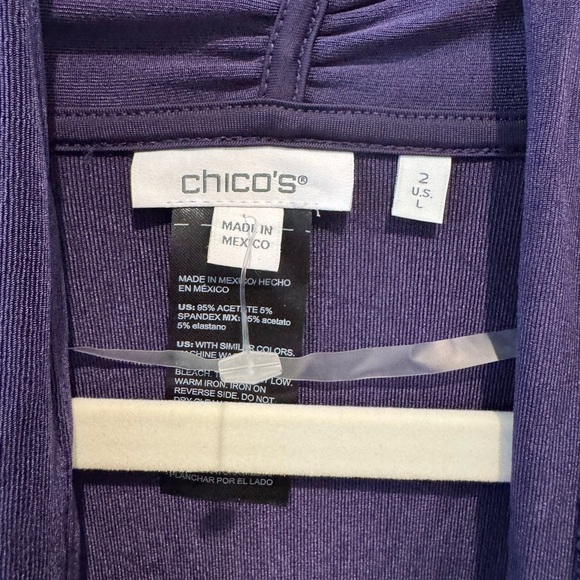 chico's®
2
U.S.
L
MADE IN
MEXICO
MADE IN MEXICO/ HECHO
EN MÉXICO
US: 95% ACETATE 5%
SPANDEX MX: 95% acetato
5% elastano
US: WITH SIMILAR COLORS.
MACHINE
BLEACH. LOW.
WARM IRON. IRON ON
REVERSE SIDE. DO NOT
DRY CLEAN
PLANCHAR POR EL LADO